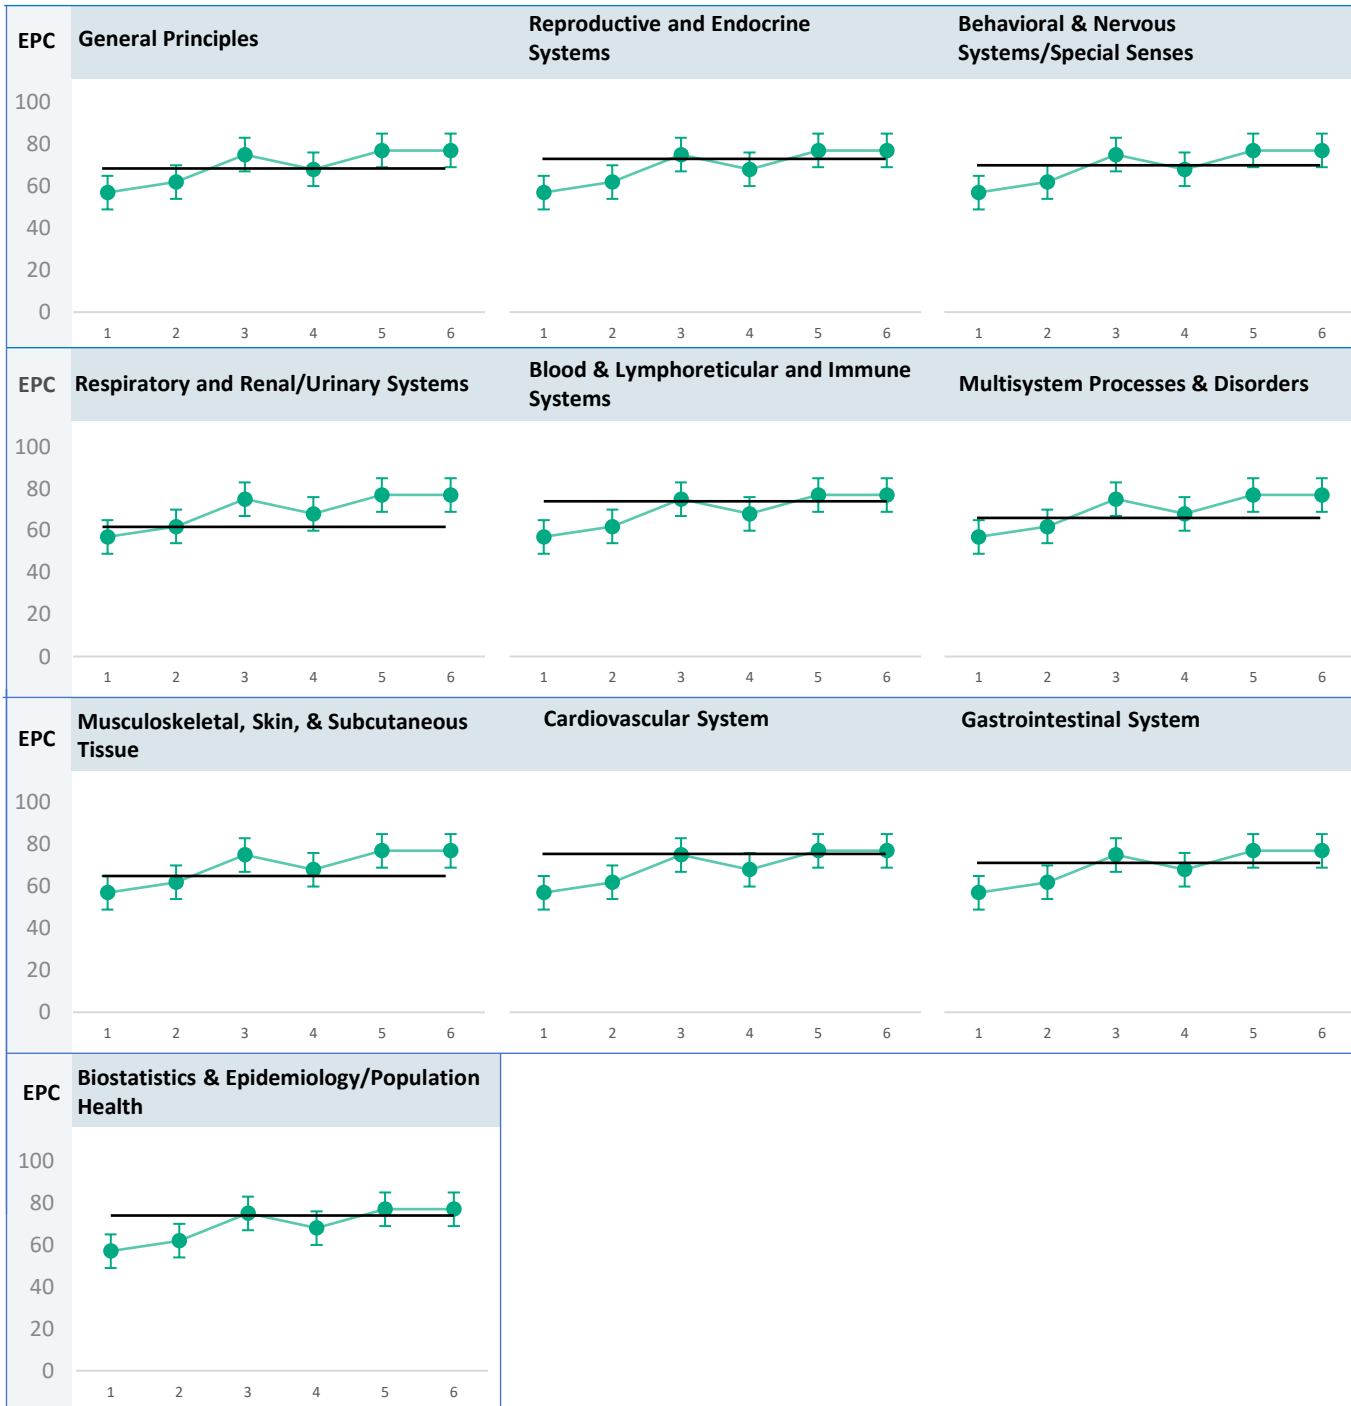 EPC
General Principles
Reproductive and Endocrine
Systems
Behavioral & Nervous
Systems/Special Senses
100
80
60
40
20
0
1 2 3 4 5 6
1 2 3 4 5 6
1 2 3 4 5 6
EPC
Respiratory and Renal/Urinary Systems
Blood & Lymphoreticular and Immune
Systems
Multisystem Processes & Disorders
100
80
60
40
20
0
1 2 3 4 5 6
1 2 3 4 5 6
1 2 3 4 5 6
EPC
Musculoskeletal, Skin, & Subcutaneous
Tissue
Cardiovascular System
Gastrointestinal System
100
80
60
40
20
0
1 2 3 4 5 6
1 2 3 4 5 6
1 2 3 4 5 6
EPC
Biostatistics & Epidemiology/Population
Health
100
80
60
40
20
0
1 2 3 4 5 6